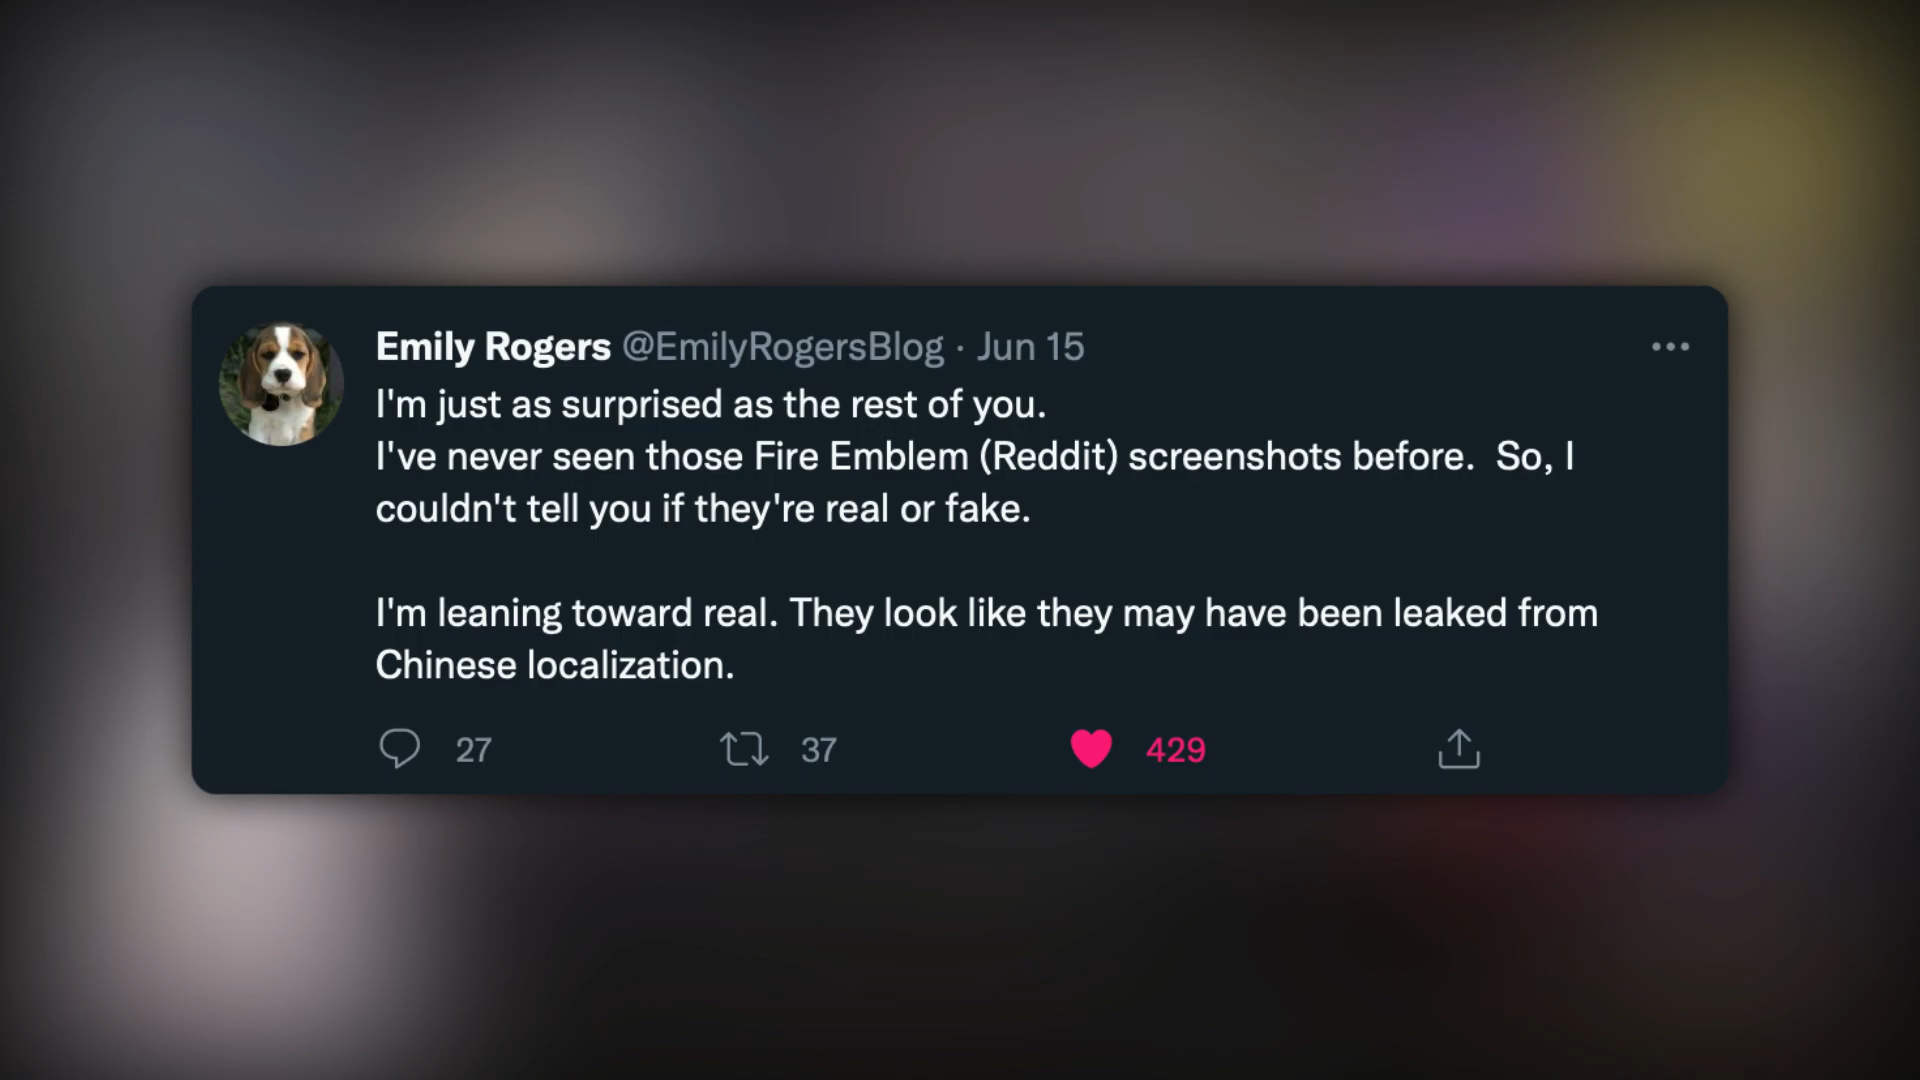 Emily Rogers @EmilyRogersBlog · Jun 15
I'm just as surprised as the rest of you.
I've never seen those Fire Emblem (Reddit) screenshots before.  So, I
couldn't tell you if they're real or fake.
I'm leaning toward real. They look like they may have been leaked from
Chinese localization.
27 37 429